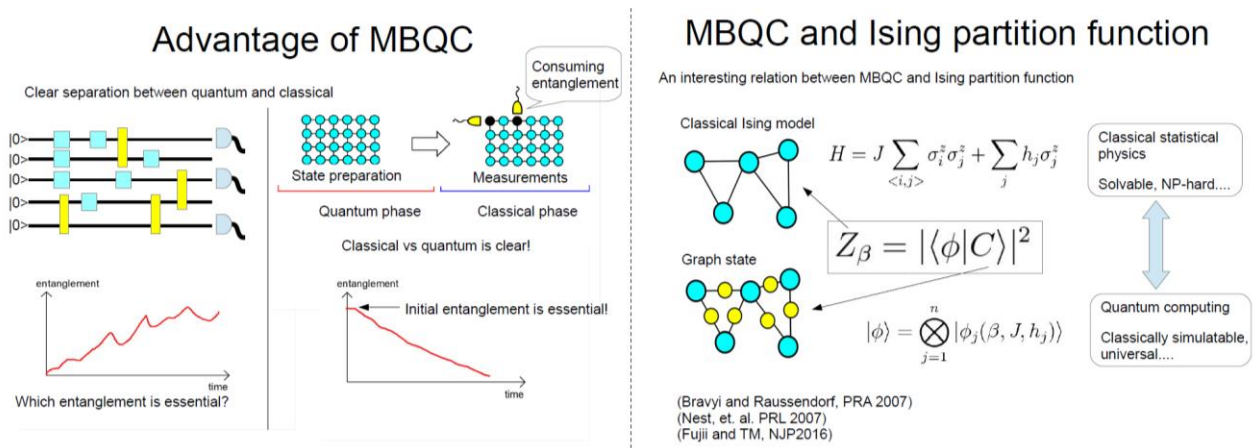 Advantage of MBQC
Clear separation between quantum and classical
Consuming
entanglement
|0>
|0>
|0>
|0>
|0>
State preparation
Measurements
Quantum phase
Classical phase
Classical vs quantum is clear!
entanglement
time
Which entanglement is essential?
entanglement
Initial entanglement is essential!
time
MBQC and Ising partition function
An interesting relation between MBQC and Ising partition function
Classical Ising model
H = J ∑_{<i,j>} σ_i^z σ_j^z + ∑_j h_j σ_j^z
Classical statistical
physics
Solvable, NP-hard....
Z_β = |⟨φ|C⟩|²
Graph state
|φ⟩ = ⨂_{j=1}^{n} |φ_j(β, J, h_j)⟩
Quantum computing
Classically simulatable,
universal....
(Bravyi and Raussendorf, PRA 2007)
(Nest, et. al. PRL 2007)
(Fujii and TM, NJP2016)